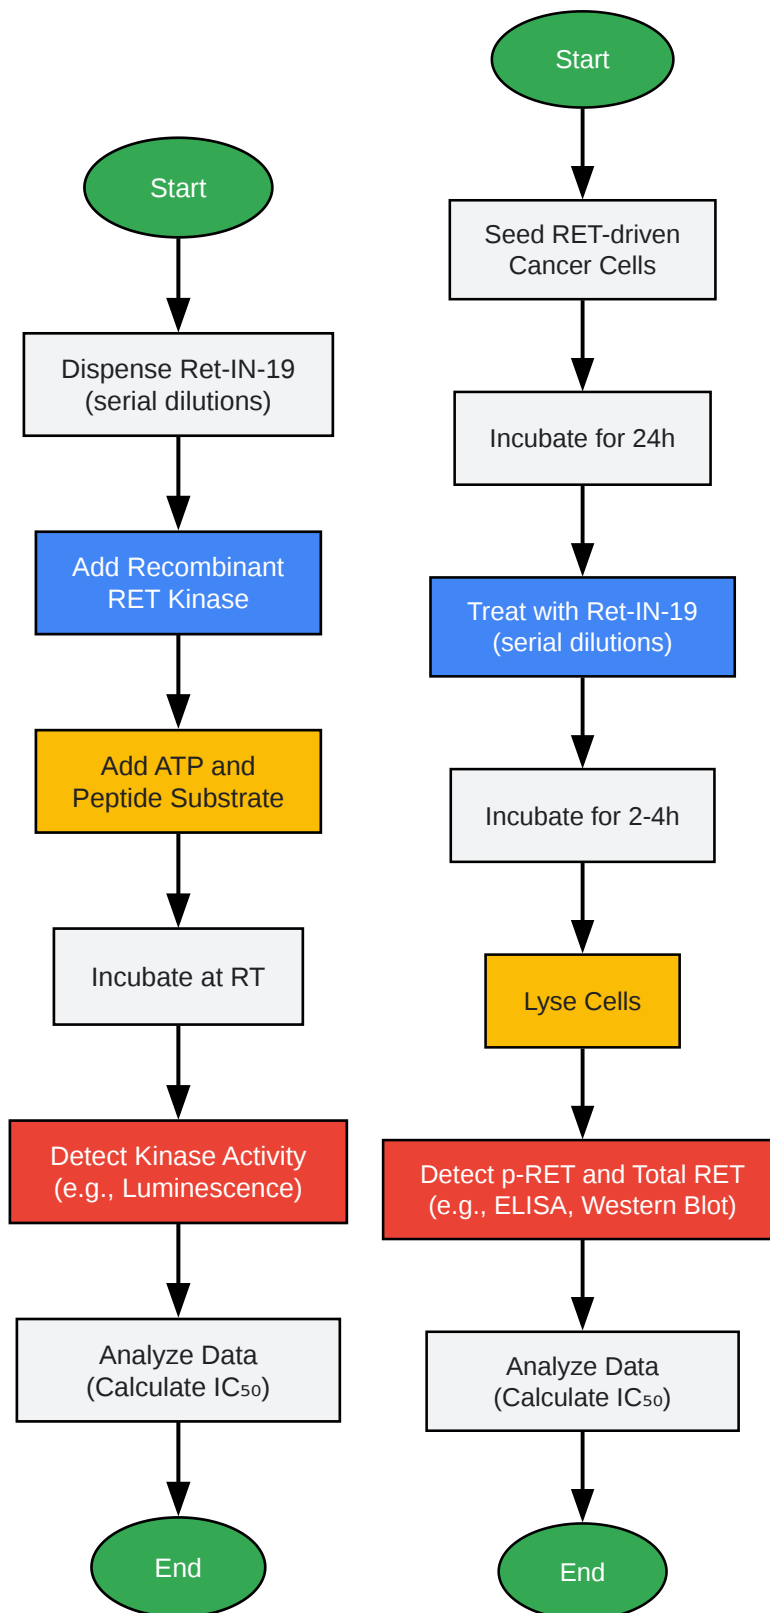 Start
Dispense Ret-IN-19
(serial dilutions)
Add Recombinant
RET Kinase
Add ATP and
Peptide Substrate
Incubate at RT
Detect Kinase Activity
(e.g., Luminescence)
Analyze Data
(Calculate IC₅₀)
End
Start
Seed RET-driven
Cancer Cells
Incubate for 24h
Treat with Ret-IN-19
(serial dilutions)
Incubate for 2-4h
Lyse Cells
Detect p-RET and Total RET
(e.g., ELISA, Western Blot)
Analyze Data
(Calculate IC₅₀)
End